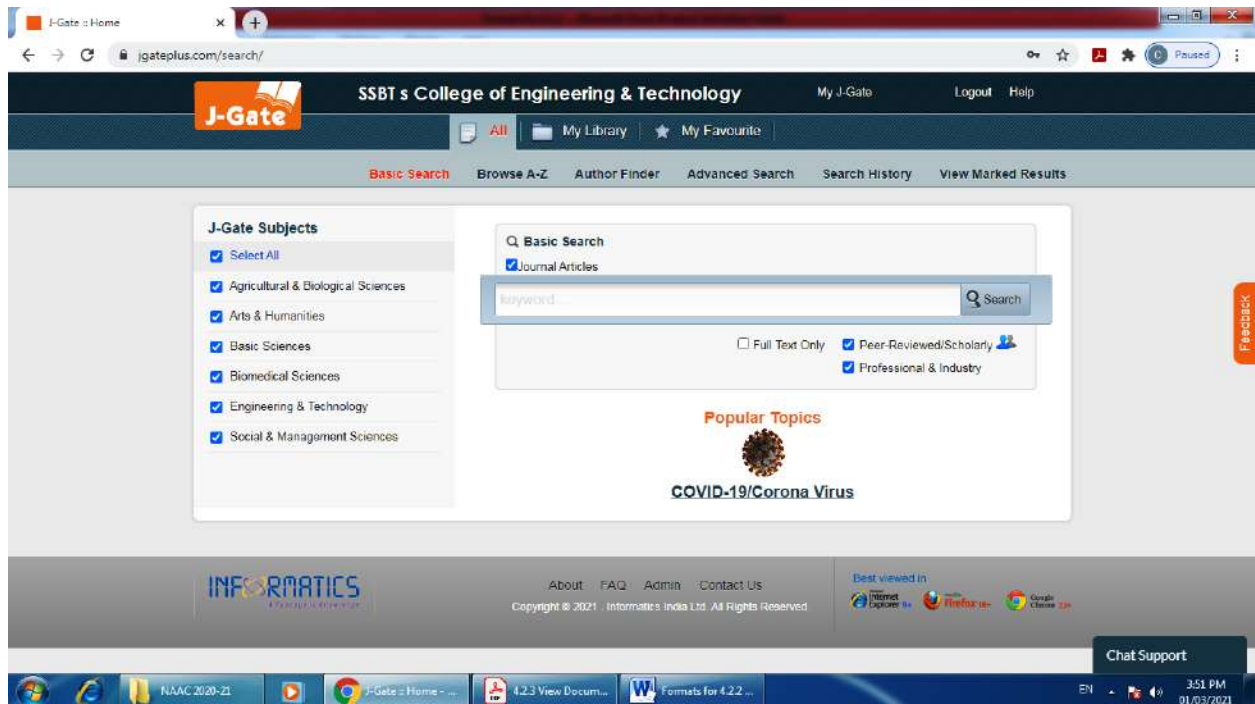 J-Gate :: Home
jgateplus.com/search/
Paused
J-Gate
SSBT s College of Engineering & Technology
My J-Gate Logout Help
All My Library My Favourite
Basic Search Browse A-Z Author Finder Advanced Search Search History View Marked Results
J-Gate Subjects
Select All
Agricultural & Biological Sciences
Arts & Humanities
Basic Sciences
Biomedical Sciences
Engineering & Technology
Social & Management Sciences
Basic Search
Journal Articles
keyword
Search
Full Text Only Peer-Reviewed/Scholarly
Professional & Industry
Popular Topics
COVID-19/Corona Virus
Feedback
INFORMATICS
About FAQ Admin Contact Us
Copyright © 2021 . Informatics India Ltd. All Rights Reserved
Best viewed in
Internet Explorer Firefox Google Chrome
Chat Support
NAAC 2020-21 J-Gate :: Home - ... 4.2.3 View Docum... Formats for 4.2.2 ... EN 3:51 PM
01/03/2021